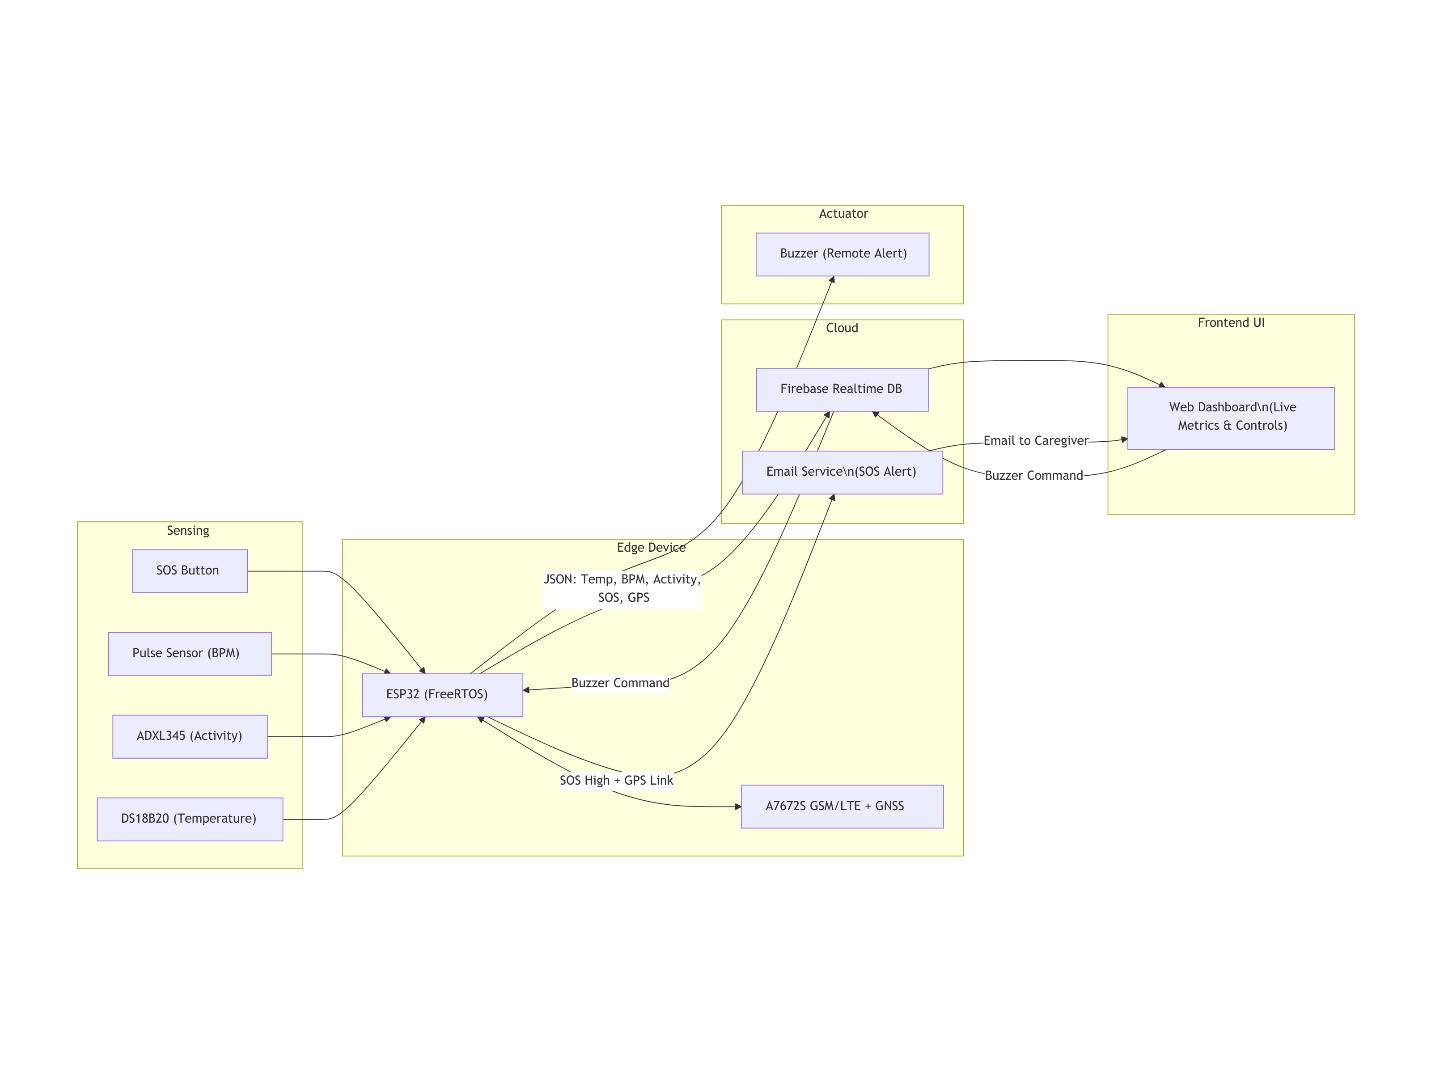 Actuator
Buzzer (Remote Alert)
Cloud
Firebase Realtime DB
Email Service\n(SOS Alert)
Frontend UI
Web Dashboard\n(Live
Metrics & Controls)
Email to Caregiver
Buzzer Command
Sensing
SOS Button
Pulse Sensor (BPM)
ADXL345 (Activity)
DS18B20 (Temperature)
Edge Device
JSON: Temp, BPM, Activity,
SOS, GPS
ESP32 (FreeRTOS)
Buzzer Command
SOS High + GPS Link
A7672S GSM/LTE + GNSS